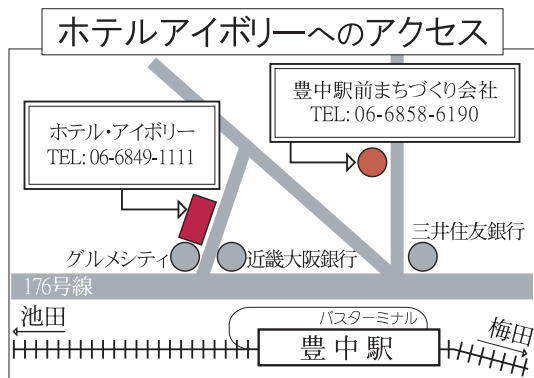 ホテルアイボリーへのアクセス
豊中駅前まちづくり会社
TEL: 06-6858-6190
ホテル・アイボリー
TEL: 06-6849-1111
グルメシティ
近畿大阪銀行
三井住友銀行
176号線
池田
バスターミナル
豊中駅
梅田